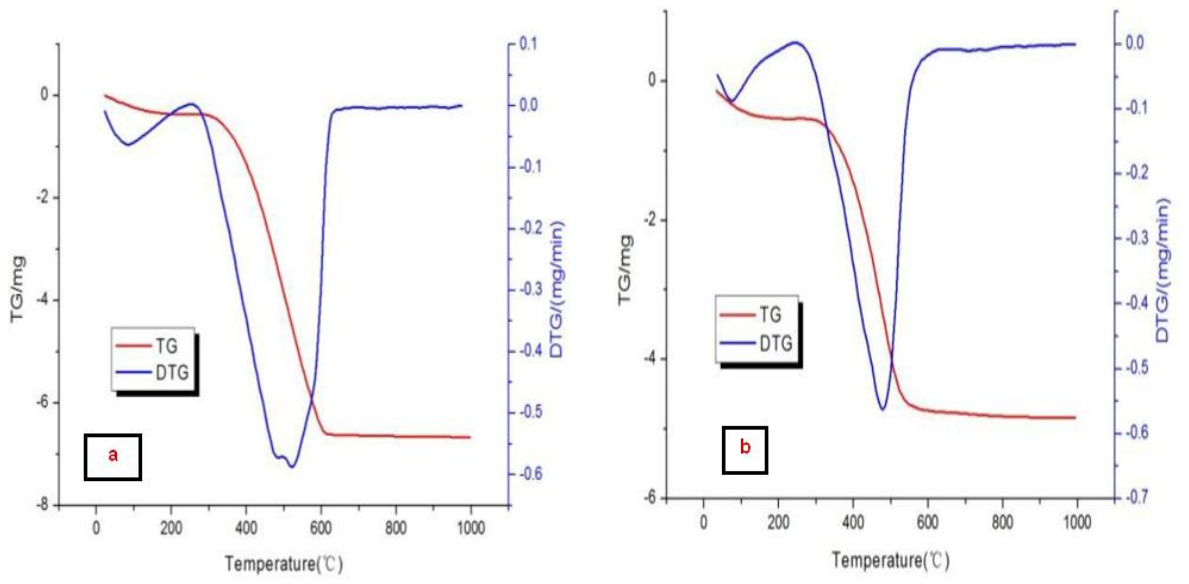 TG/mg
0
-2
-4
-6
-8
0.1
0.0
-0.1
-0.2
-0.3
-0.4
-0.5
-0.6
DTG/(mg/min)
TG
DTG
a
0 200 400 600 800 1000
Temperature(℃)
TG/mg
0
-2
-4
-6
0.0
-0.1
-0.2
-0.3
-0.4
-0.5
-0.6
-0.7
DTG/(mg/min)
TG
DTG
b
0 200 400 600 800 1000
Temperature(℃)